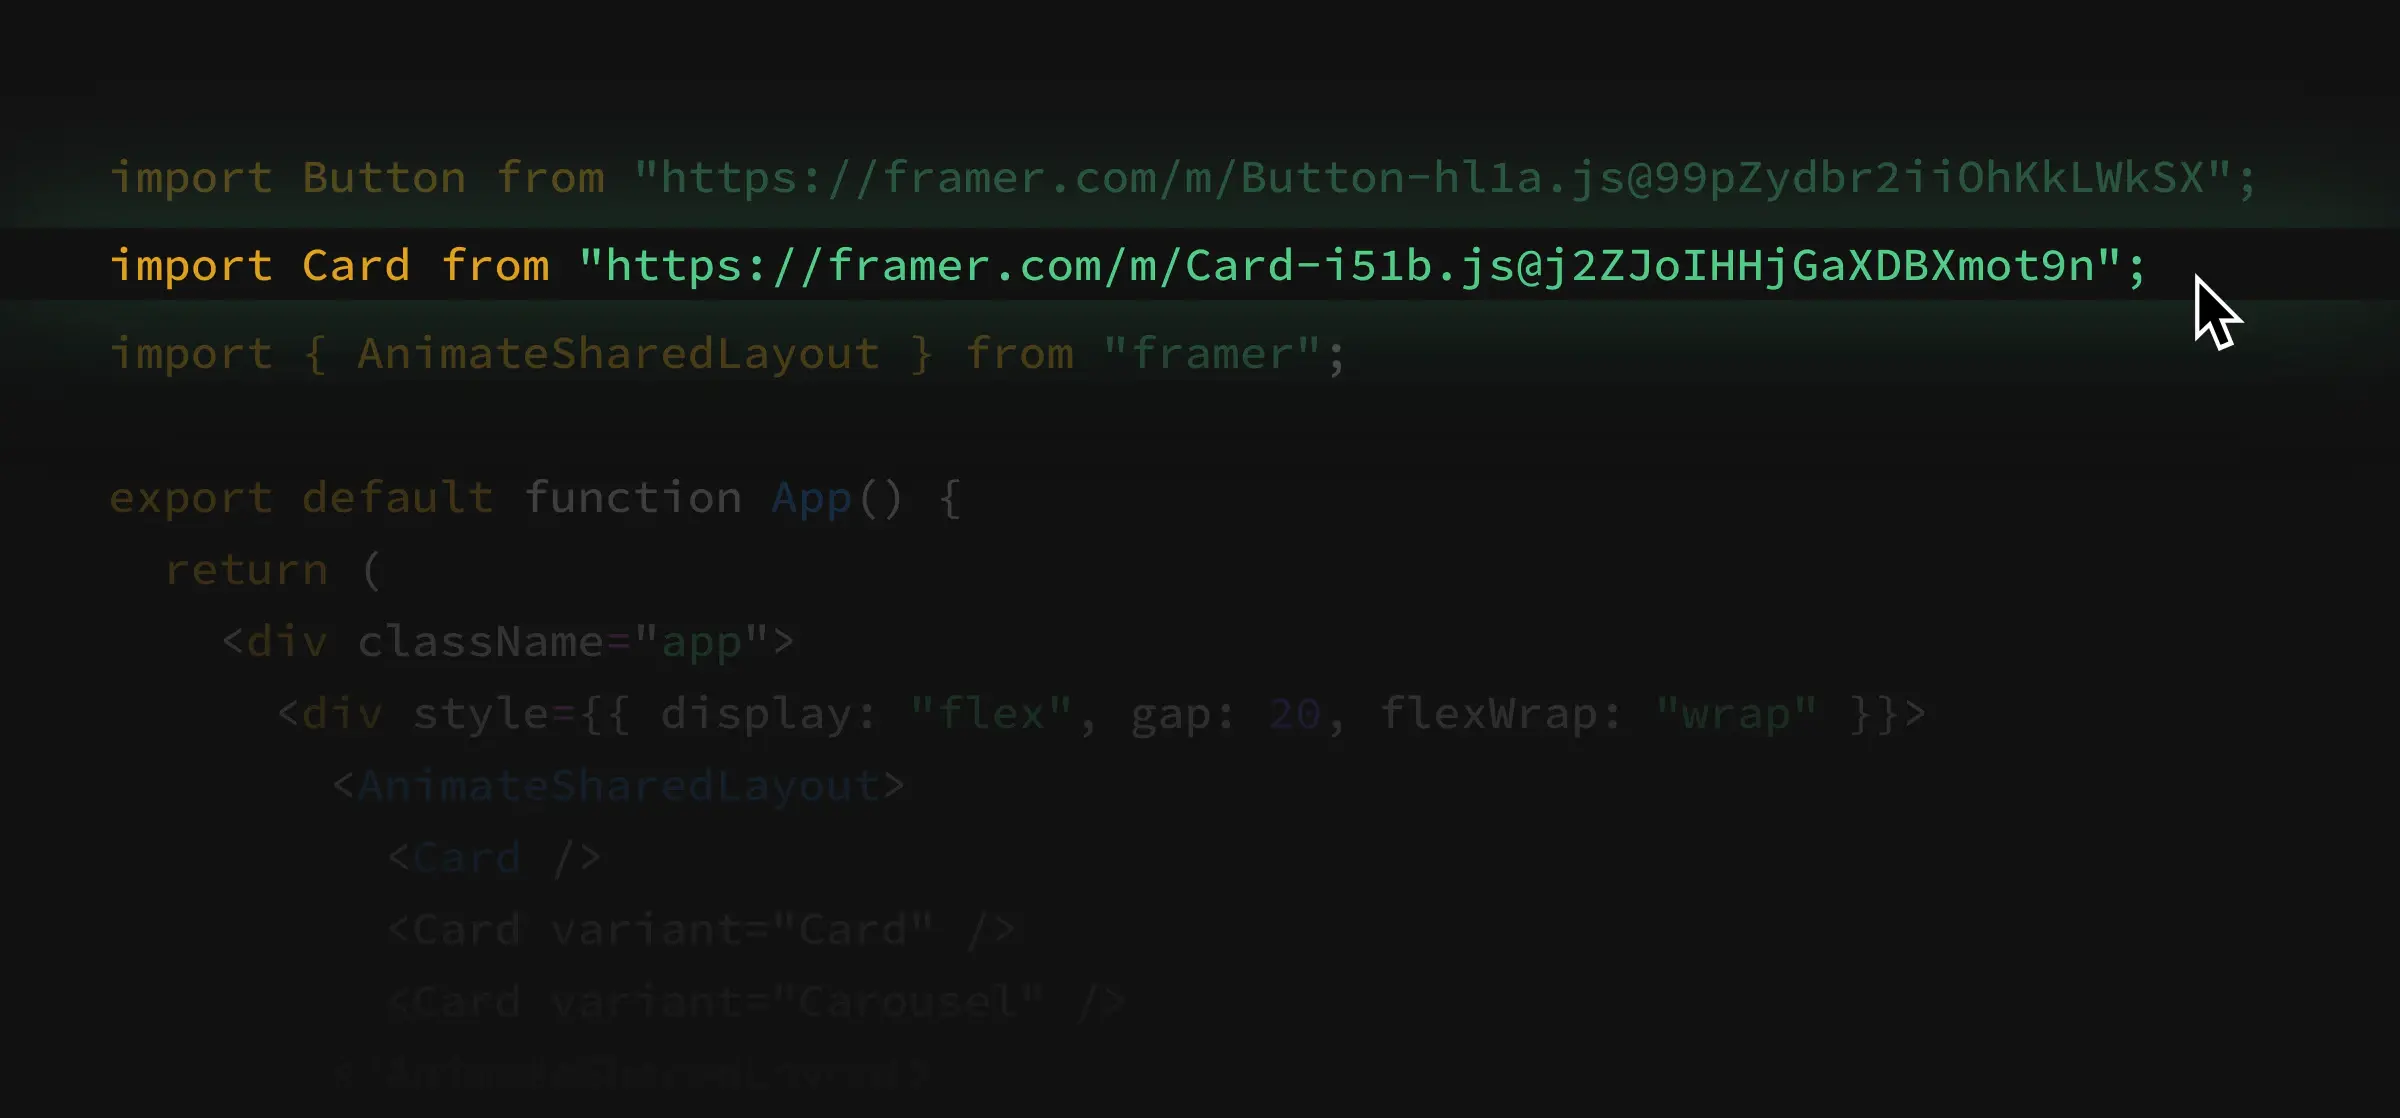 import Button from "https://framer.com/m/Button-hl1a.js@99pZydbr2iiOhKkLWkSX";
import Card from "https://framer.com/m/Card-i51b.js@j2ZJoIHHjGaXDBXmot9n";
import { AnimateSharedLayout } from "framer";
export default function App() {
return (
<div className="app">
<div style={{ display: "flex", gap: 20, flexWrap: "wrap" }}>
<AnimateSharedLayout>
<Card />
<Card variant="Card" />
<Card variant="Carousel" />